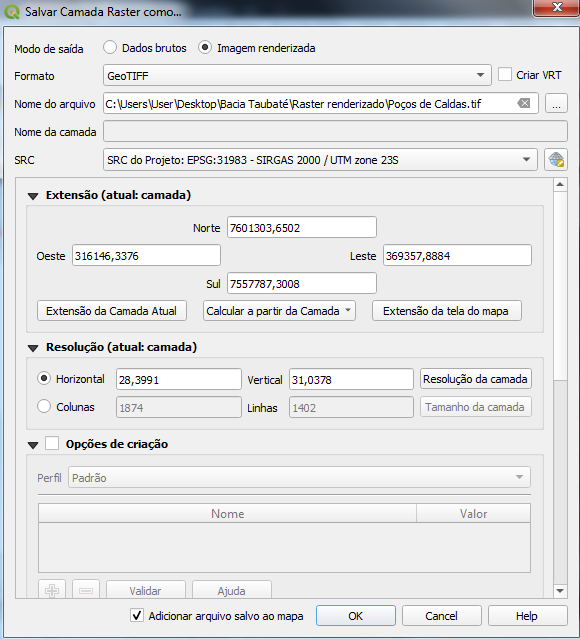 Salvar Camada Raster como...
Modo de saída Dados brutos Imagem renderizada
Formato GeoTIFF Criar VRT
Nome do arquivo C:\Users\User\Desktop\Bacia Taubaté\Raster renderizado\Poços de Caldas.tif ...
Nome da camada
SRC SRC do Projeto: EPSG:31983 - SIRGAS 2000 / UTM zone 23S
Extensão (atual: camada)
Norte 7601303,6502
Oeste 316146,3376 Leste 369357,8884
Sul 7557787,3008
Extensão da Camada Atual Calcular a partir da Camada Extensão da tela do mapa
Resolução (atual: camada)
Horizontal 28,3991 Vertical 31,0378 Resolução da camada
Colunas 1874 Linhas 1402 Tamanho da camada
Opções de criação
Perfil Padrão
Nome Valor
Validar Ajuda
Adicionar arquivo salvo ao mapa OK Cancel Help